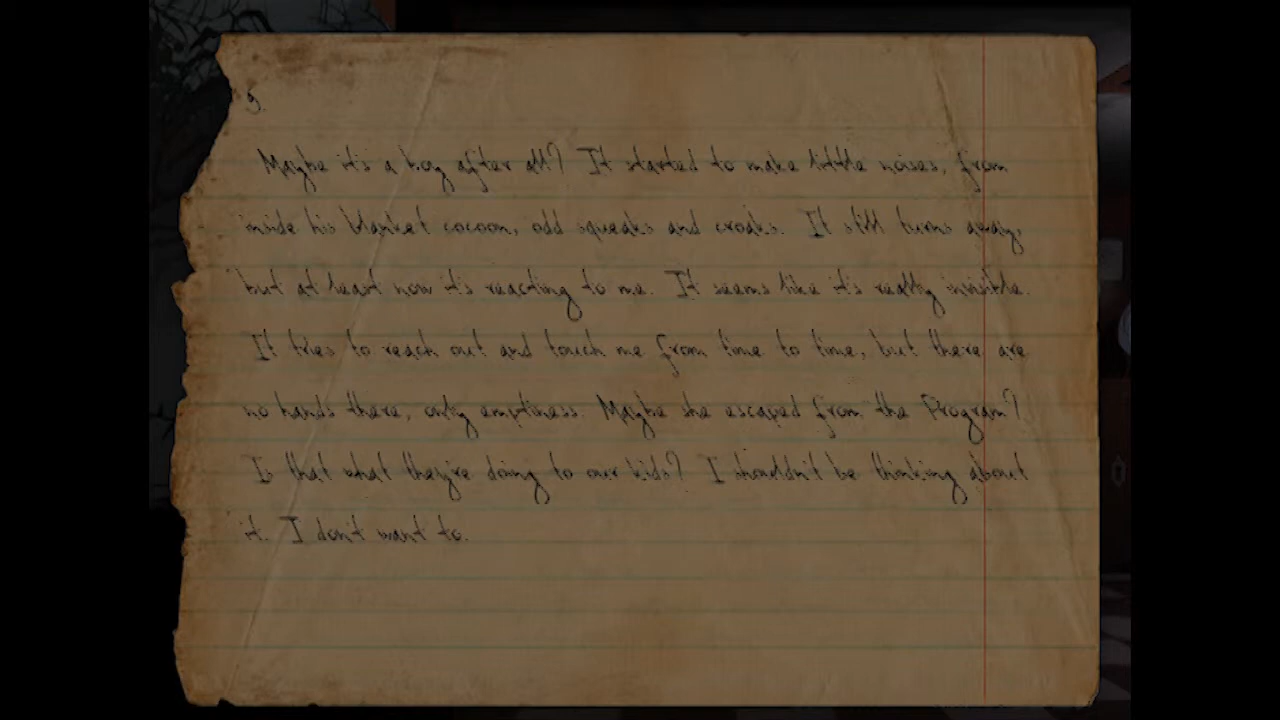 9.
Maybe it's a boy after all? It started to make little noises, from
inside his blanket cocoon, odd squeaks and croaks. It still turns away,
but at least now it's reacting to me. It seems like it's really invisible.
It tries to reach out and touch me from time to time, but there are
no hands there, only emptiness. Maybe she escaped from the Program?
Is that what they're doing to our kids? I shouldn't be thinking about
it. I don't want to.